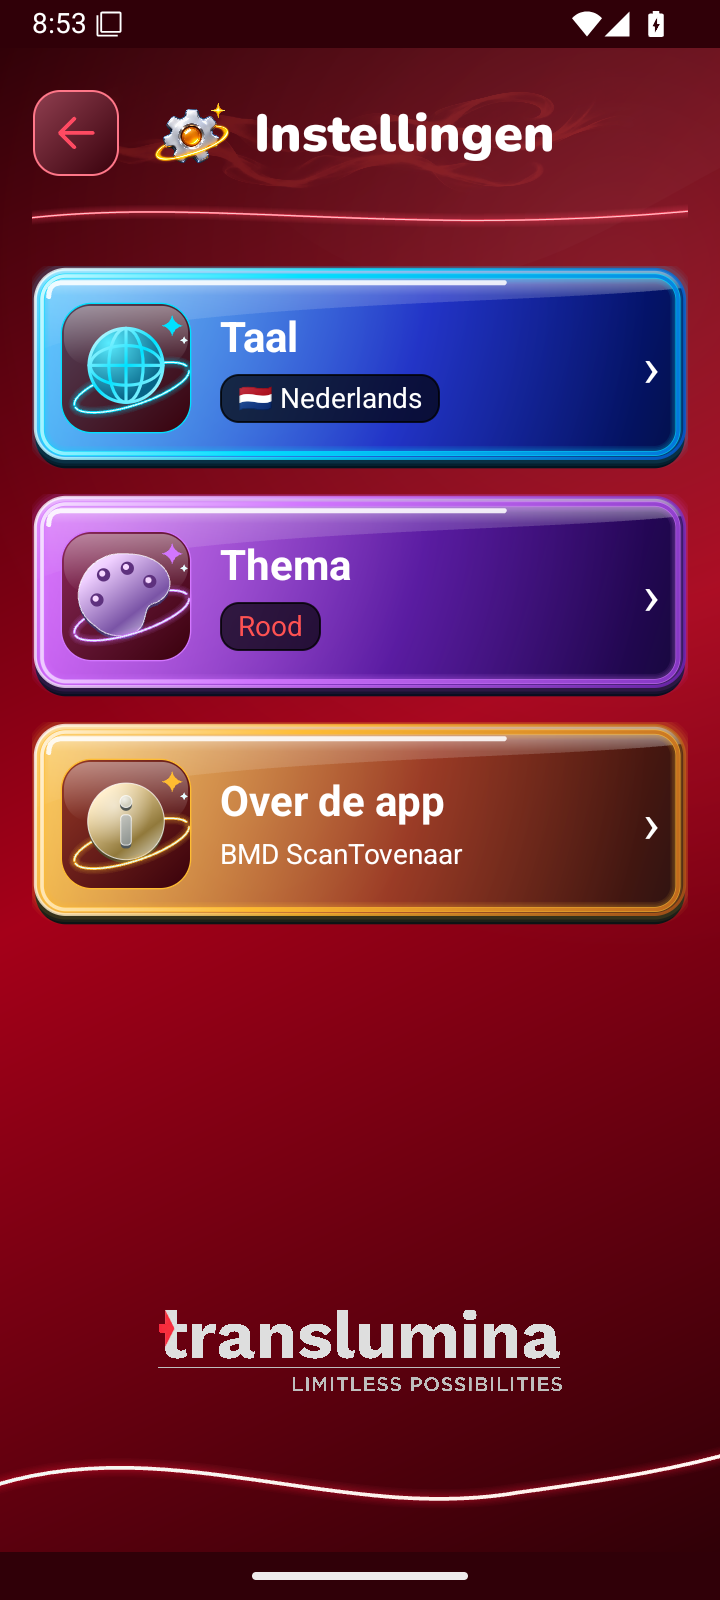 8:53
Instellingen
Taal
🇳🇱 Nederlands
Thema
Rood
Over de app
BMD ScanTovenaar
translumina
LIMITLESS POSSIBILITIES